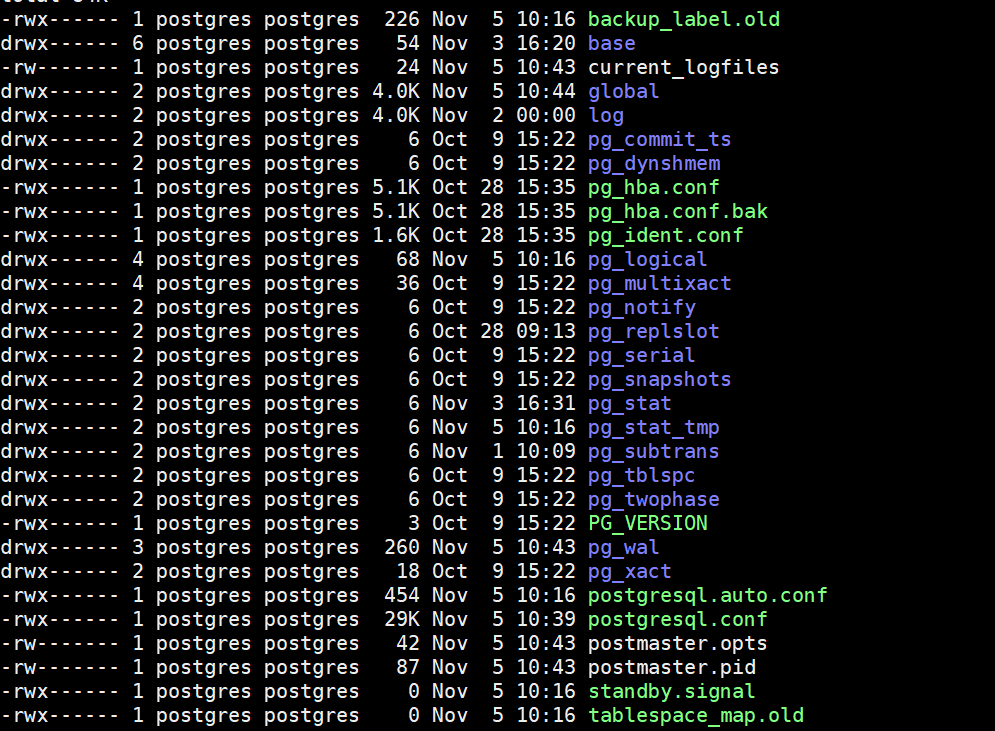 -rwx------ 1 postgres postgres  226 Nov  5 10:16 backup_label.old
drwx------ 6 postgres postgres   54 Nov  3 16:20 base
-rw------- 1 postgres postgres   24 Nov  5 10:43 current_logfiles
drwx------ 2 postgres postgres 4.0K Nov  5 10:44 global
drwx------ 2 postgres postgres 4.0K Nov  2 00:00 log
drwx------ 2 postgres postgres    6 Oct  9 15:22 pg_commit_ts
drwx------ 2 postgres postgres    6 Oct  9 15:22 pg_dynshmem
-rwx------ 1 postgres postgres 5.1K Oct 28 15:35 pg_hba.conf
-rwx------ 1 postgres postgres 5.1K Oct 28 15:35 pg_hba.conf.bak
-rwx------ 1 postgres postgres 1.6K Oct 28 15:35 pg_ident.conf
drwx------ 4 postgres postgres   68 Nov  5 10:16 pg_logical
drwx------ 4 postgres postgres   36 Oct  9 15:22 pg_multixact
drwx------ 2 postgres postgres    6 Oct  9 15:22 pg_notify
drwx------ 2 postgres postgres    6 Oct 28 09:13 pg_replslot
drwx------ 2 postgres postgres    6 Oct  9 15:22 pg_serial
drwx------ 2 postgres postgres    6 Oct  9 15:22 pg_snapshots
drwx------ 2 postgres postgres    6 Nov  3 16:31 pg_stat
drwx------ 2 postgres postgres    6 Nov  5 10:16 pg_stat_tmp
drwx------ 2 postgres postgres    6 Nov  1 10:09 pg_subtrans
drwx------ 2 postgres postgres    6 Oct  9 15:22 pg_tblspc
drwx------ 2 postgres postgres    6 Oct  9 15:22 pg_twophase
-rwx------ 1 postgres postgres    3 Oct  9 15:22 PG_VERSION
drwx------ 3 postgres postgres  260 Nov  5 10:43 pg_wal
drwx------ 2 postgres postgres   18 Oct  9 15:22 pg_xact
-rwx------ 1 postgres postgres  454 Nov  5 10:16 postgresql.auto.conf
-rwx------ 1 postgres postgres  29K Nov  5 10:39 postgresql.conf
-rw------- 1 postgres postgres   42 Nov  5 10:43 postmaster.opts
-rw------- 1 postgres postgres   87 Nov  5 10:43 postmaster.pid
-rwx------ 1 postgres postgres    0 Nov  5 10:16 standby.signal
-rwx------ 1 postgres postgres    0 Nov  5 10:16 tablespace_map.old